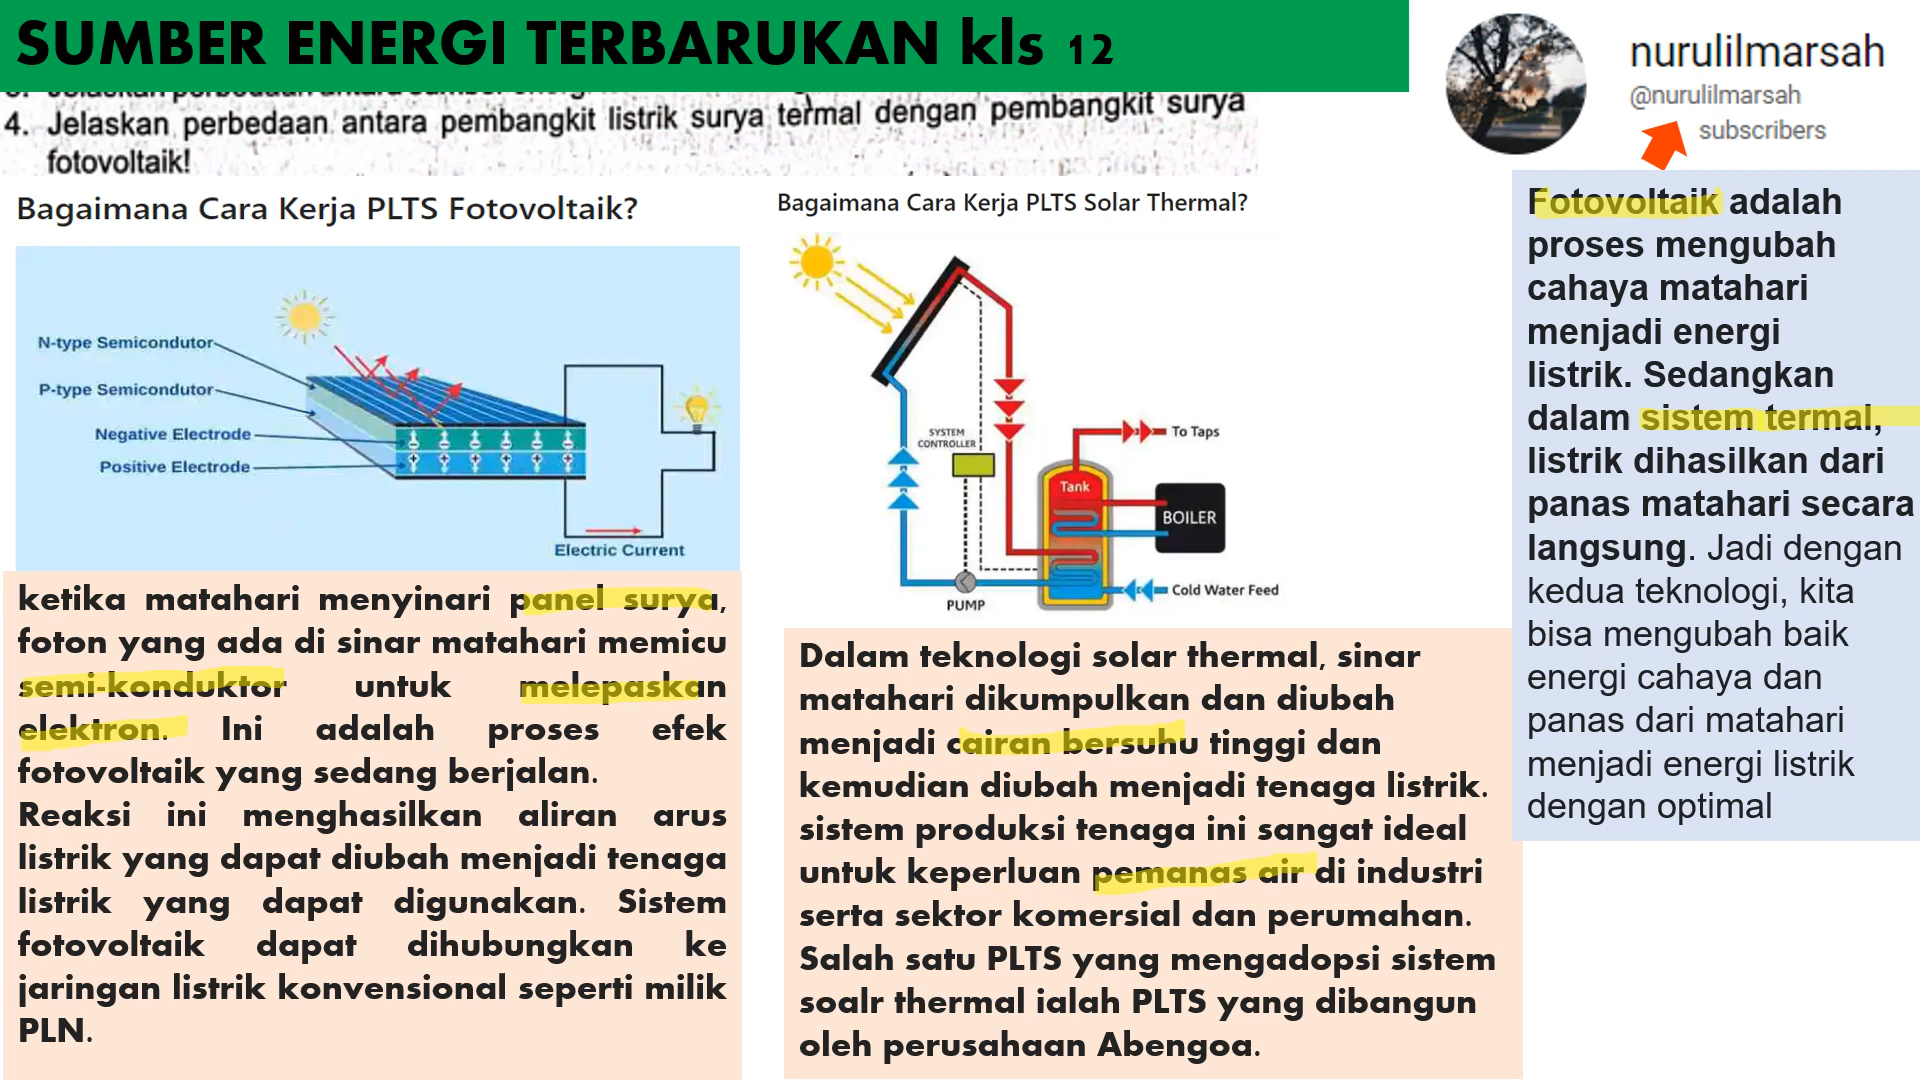 SUMBER ENERGI TERBARUKAN kls 12
nurulilmarsah
@nurulilmarsah
subscribers
4. Jelaskan perbedaan antara pembangkit listrik surya termal dengan pembangkit surya
fotovoltaik!
Bagaimana Cara Kerja PLTS Fotovoltaik?
N-type Semicondutor
P-type Semicondutor
Negative Electrode
Positive Electrode
Electric Current
ketika matahari menyinari panel surya,
foton yang ada di sinar matahari memicu
semi-konduktor untuk melepaskan
elektron. Ini adalah proses efek
fotovoltaik yang sedang berjalan.
Reaksi ini menghasilkan aliran arus
listrik yang dapat diubah menjadi tenaga
listrik yang dapat digunakan. Sistem
fotovoltaik dapat dihubungkan ke
jaringan listrik konvensional seperti milik
PLN.
Bagaimana Cara Kerja PLTS Solar Thermal?
SYSTEM
CONTROLLER
To Taps
Tank
BOILER
Cold Water Feed
PUMP
Dalam teknologi solar thermal, sinar
matahari dikumpulkan dan diubah
menjadi cairan bersuhu tinggi dan
kemudian diubah menjadi tenaga listrik.
sistem produksi tenaga ini sangat ideal
untuk keperluan pemanas air di industri
serta sektor komersial dan perumahan.
Salah satu PLTS yang mengadopsi sistem
soalr thermal ialah PLTS yang dibangun
oleh perusahaan Abengoa.
Fotovoltaik adalah
proses mengubah
cahaya matahari
menjadi energi
listrik. Sedangkan
dalam sistem termal,
listrik dihasilkan dari
panas matahari secara
langsung. Jadi dengan
kedua teknologi, kita
bisa mengubah baik
energi cahaya dan
panas dari matahari
menjadi energi listrik
dengan optimal